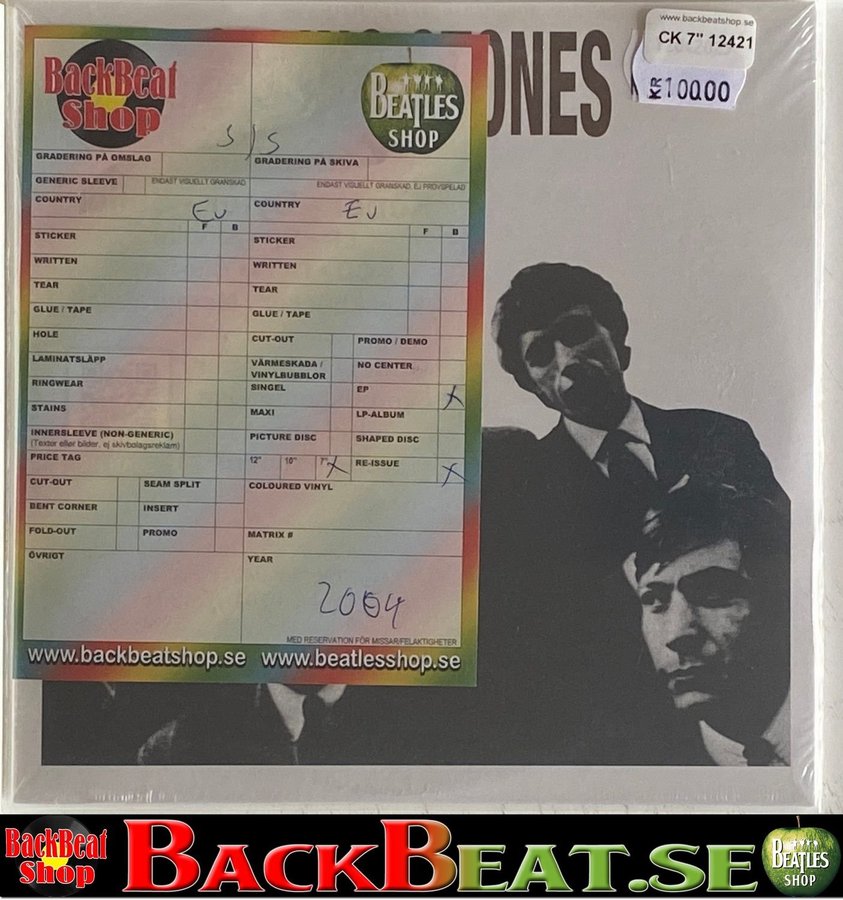 www.backbeatshop.se
CK 7" 12421
KR 100.00
ONES
BackBeat
Shop
BEATLES
SHOP
S/S
GRADERING PÅ OMSLAG
GRADERING PÅ SKIVA
GENERIC SLEEVE
ENDAST VISUELLT GRANSKAD
ENDAST VISUELLT GRANSKAD, EJ PROVSPELAD
COUNTRY EU
COUNTRY EU
F B
F B
STICKER
STICKER
WRITTEN
WRITTEN
TEAR
TEAR
GLUE / TAPE
GLUE / TAPE
HOLE
CUT-OUT PROMO / DEMO
LAMINATSLÄPP
VÄRMESKADA /
VINYLBUBBLOR
NO CENTER
RINGWEAR
SINGEL EP X
STAINS
MAXI LP-ALBUM
INNERSLEEVE (NON-GENERIC)
(Texter eller bilder, ej skivbolagsreklam)
PICTURE DISC SHAPED DISC
PRICE TAG
12" 10" 7" X RE-ISSUE X
CUT-OUT SEAM SPLIT
COLOURED VINYL
BENT CORNER INSERT
FOLD-OUT PROMO
MATRIX #
ÖVRIGT
YEAR
2004
MED RESERVATION FÖR MISSAR/FELAKTIGHETER
www.backbeatshop.se www.beatlesshop.se
BackBeat
Shop
BACKBEAT.SE
BEATLES
SHOP